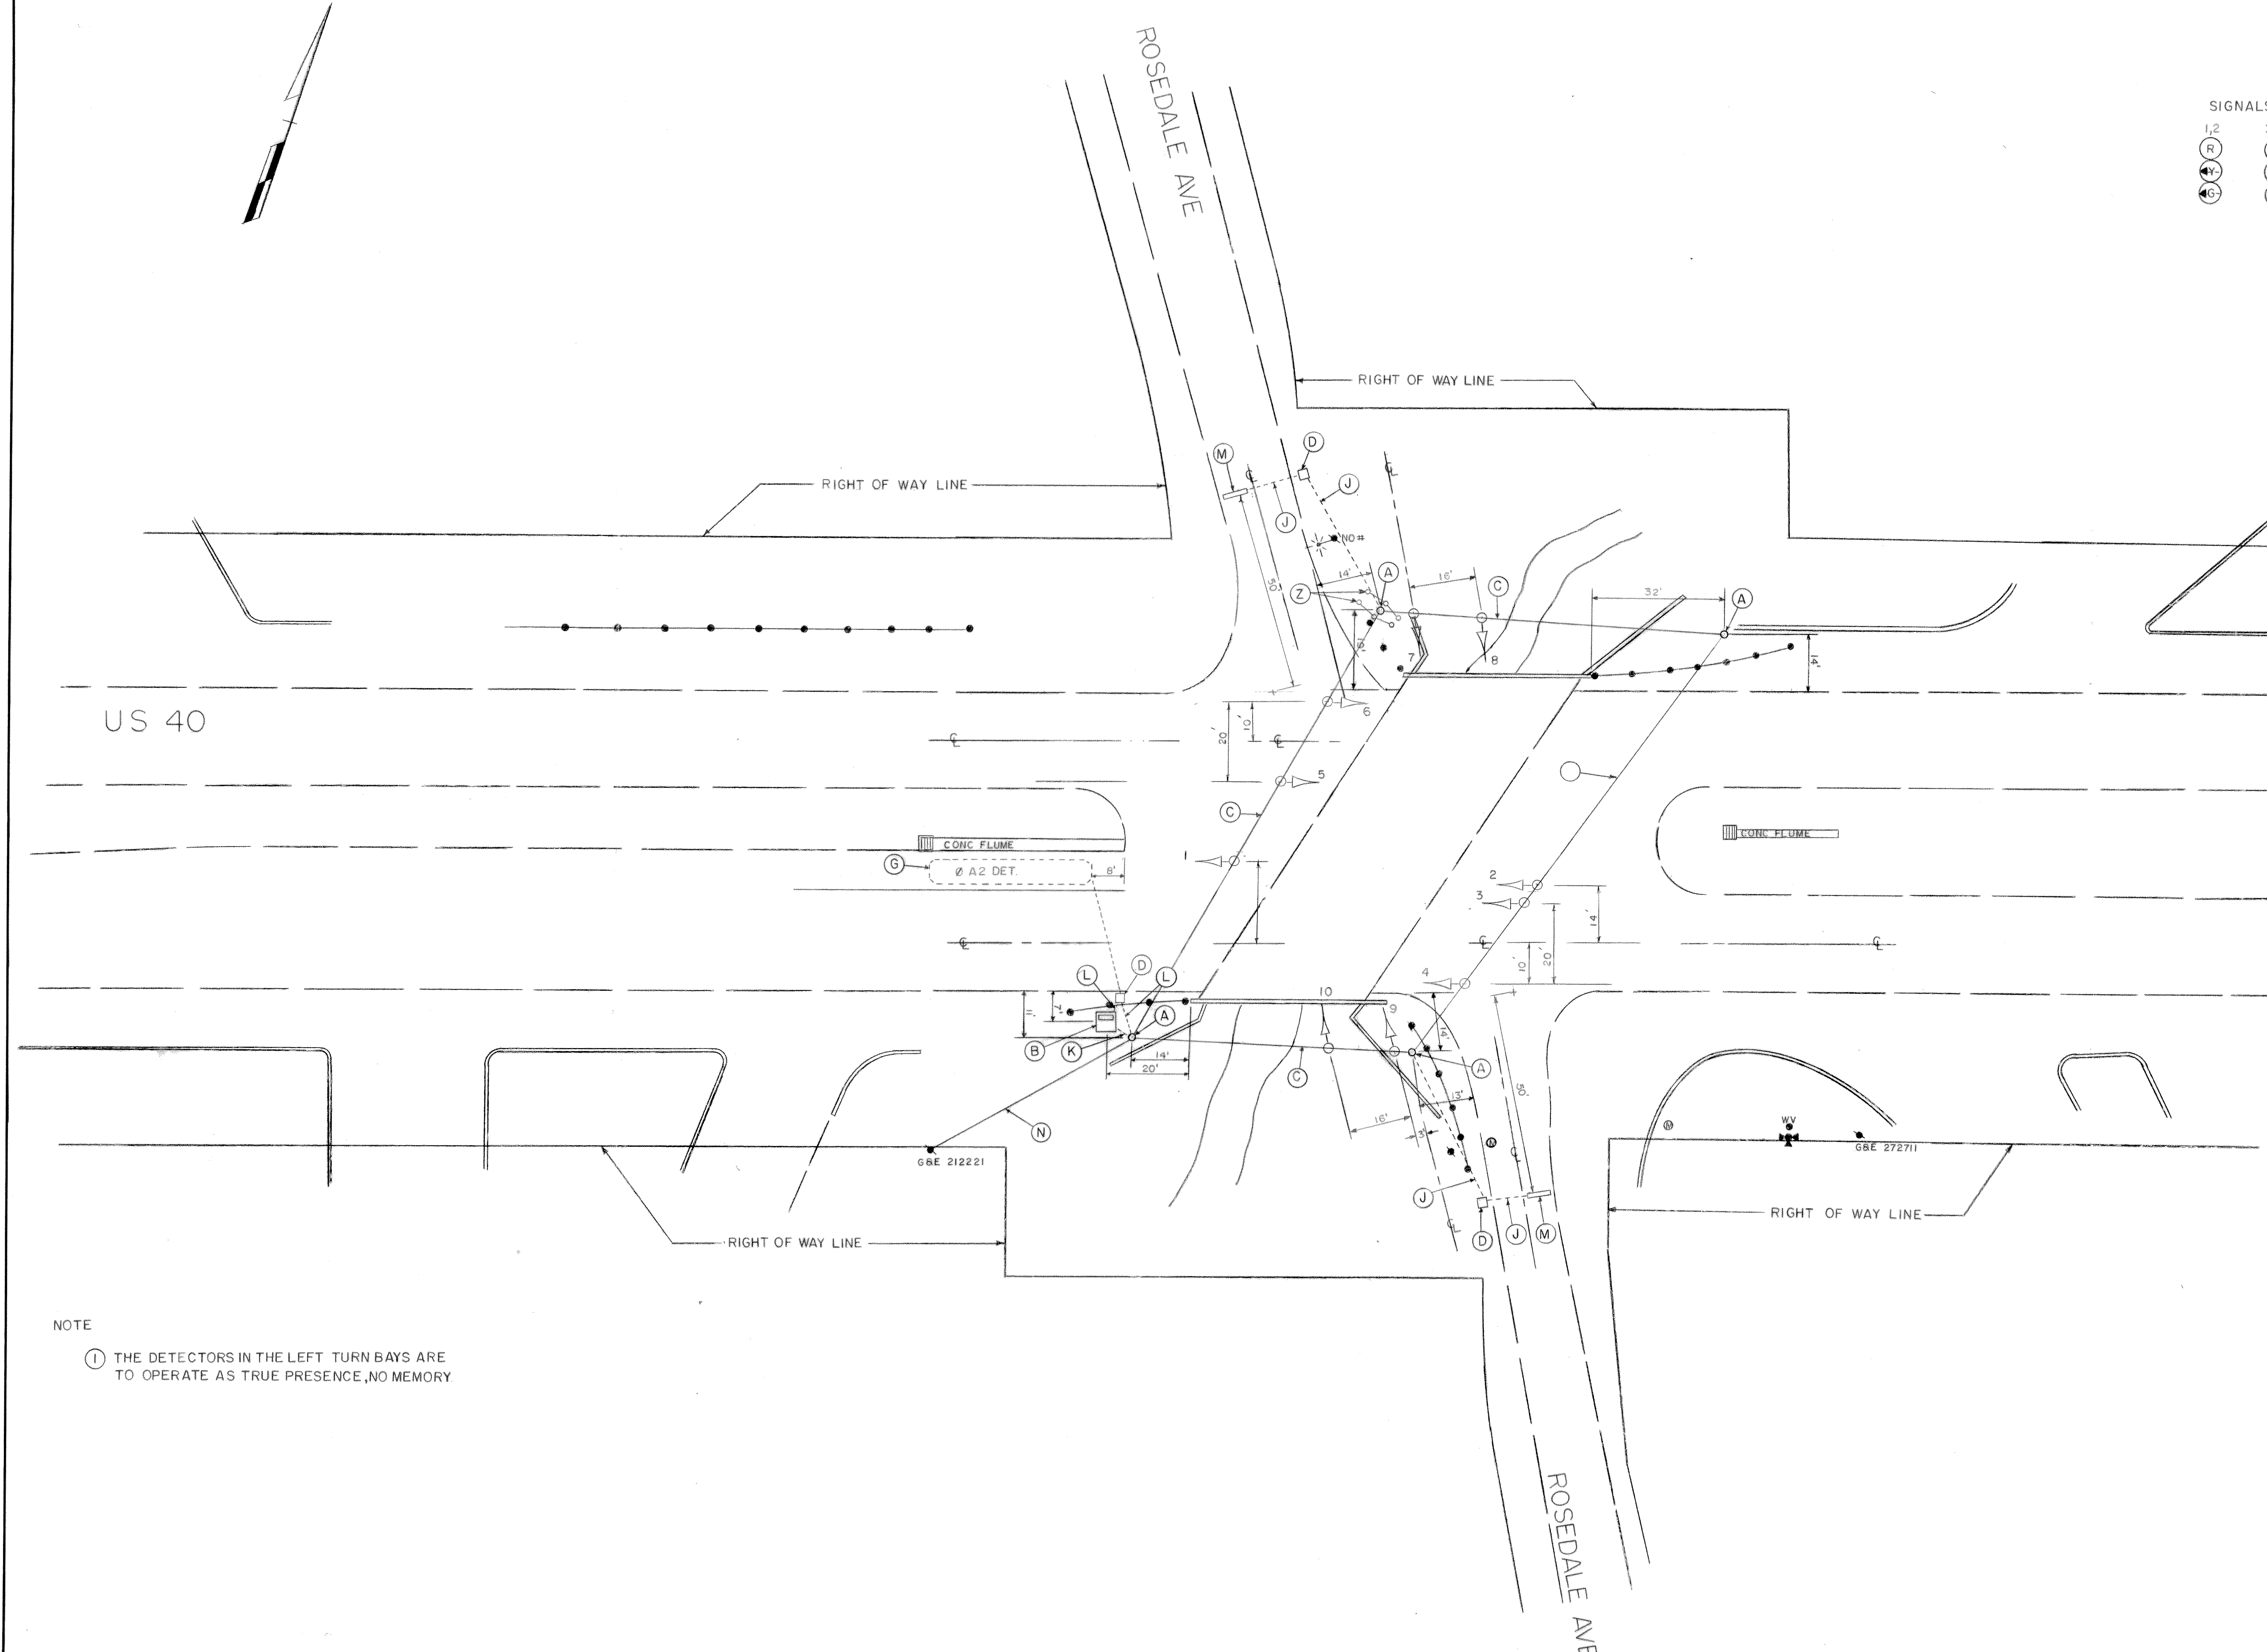 ROSEDALE AVE
SIGNALS
1,2
R
Y
G
RIGHT OF WAY LINE
D
M
RIGHT OF WAY LINE
J
J
NO#
14'
A
16'
C
Z
32'
A
50'
7
8
14'
US 40
6
20'
10'
5
C
CONC FLUME
CONC FLUME
1
G
Ø A2 DET.
8'
2
3
14'
10'
20'
4
L
D
L
10
7'
A
9
14'
B
K
14'
20'
C
A
50'
13'
16'
3'
N
M
M
WV
G&E 212221
G&E 272711
J
RIGHT OF WAY LINE
RIGHT OF WAY LINE
D
J
M
NOTE
1 THE DETECTORS IN THE LEFT TURN BAYS ARE
TO OPERATE AS TRUE PRESENCE, NO MEMORY.
ROSEDALE AVE